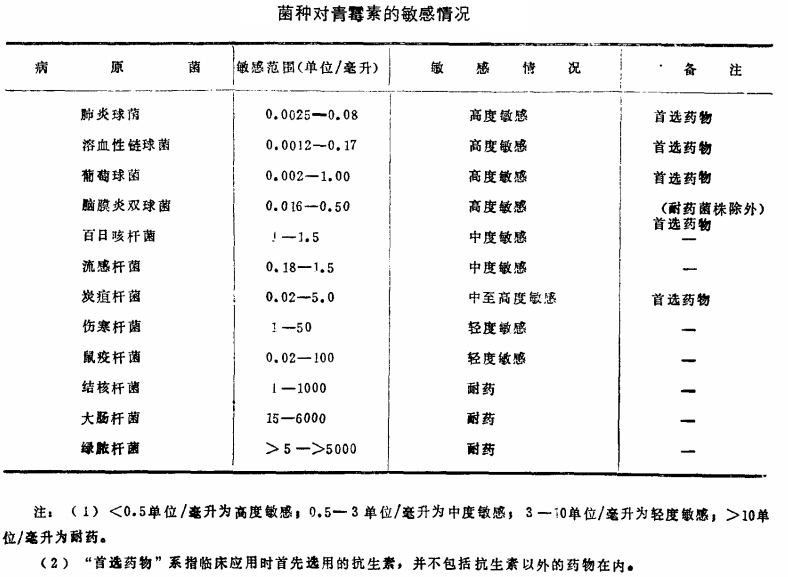 菌种对青霉素的敏感情况
病 原 菌 敏感范围(单位/毫升) 敏 感 情 况 备 注
肺炎球菌 0.0025—0.08 高度敏感 首选药物
溶血性链球菌 0.0012—0.17 高度敏感 首选药物
葡萄球菌 0.002—1.00 高度敏感 首选药物
脑膜炎双球菌 0.016—0.50 高度敏感 (耐药菌株除外)
首选药物
百日咳杆菌 1—1.5 中度敏感 —
流感杆菌 0.18—1.5 中度敏感 —
炭疽杆菌 0.02—5.0 中至高度敏感 首选药物
伤寒杆菌 1—50 轻度敏感 —
鼠疫杆菌 0.02—100 轻度敏感 —
结核杆菌 1—1000 耐药 —
大肠杆菌 15—6000 耐药 —
绿脓杆菌 >5—>5000 耐药 —
注:(1)<0.5单位/毫升为高度敏感;0.5—3单位/毫升为中度敏感;3—10单位/毫升为轻度敏感;>10单
位/毫升为耐药。
(2)“首选药物”系指临床应用时首先选用的抗生素,并不包括抗生素以外的药物在内。